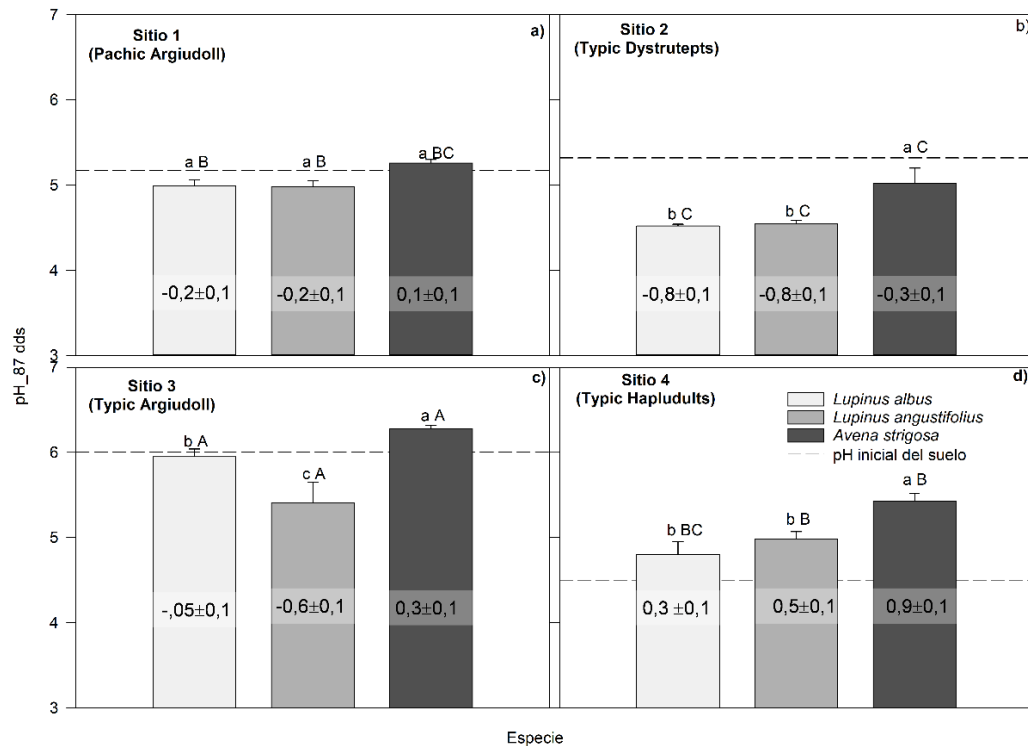 pH_87 dds
7
6
5
4
3
Sitio 1
(Pachic Argiudoll)
a)
a B
a B
a BC
-0,2±0,1
-0,2±0,1
0,1±0,1
Sitio 2
(Typic Dystrutepts)
b)
b C
b C
a C
-0,8±0,1
-0,8±0,1
-0,3±0,1
7
6
5
4
3
Sitio 3
(Typic Argiudoll)
c)
b A
c A
a A
-,05±0,1
-0,6±0,1
0,3±0,1
Sitio 4
(Typic Hapludults)
d)
Lupinus albus
Lupinus angustifolius
Avena strigosa
pH inicial del suelo
b BC
b B
a B
0,3 ±0,1
0,5±0,1
0,9±0,1
Especie